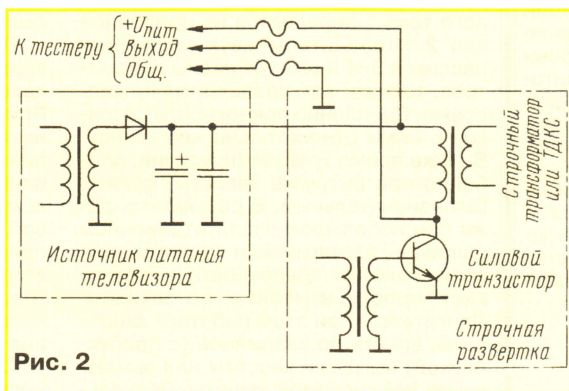 К тестеру
+Uпит
Выход
Общ.
Строчный
трансформатор
или ТДКС
Источник питания
телевизора
Силовой
транзистор
Строчная
развертка
+
Рис. 2